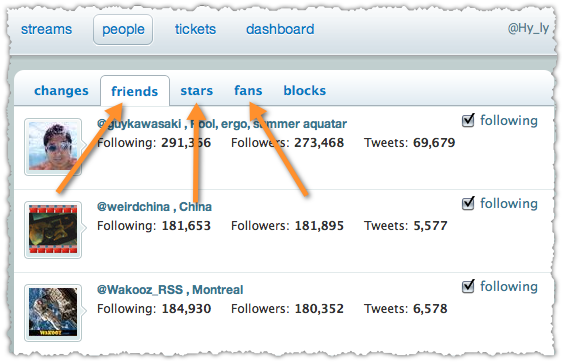 streams people tickets dashboard @Hy_ly
changes friends stars fans blocks
@guykawasaki , Pool, ergo, summer aquatar
following
Following: 291,366 Followers: 273,468 Tweets: 69,679
@weirdchina , China
following
Following: 181,653 Followers: 181,895 Tweets: 5,577
@Wakooz_RSS , Montreal
following
Following: 184,930 Followers: 180,352 Tweets: 6,578
WAKOOZ